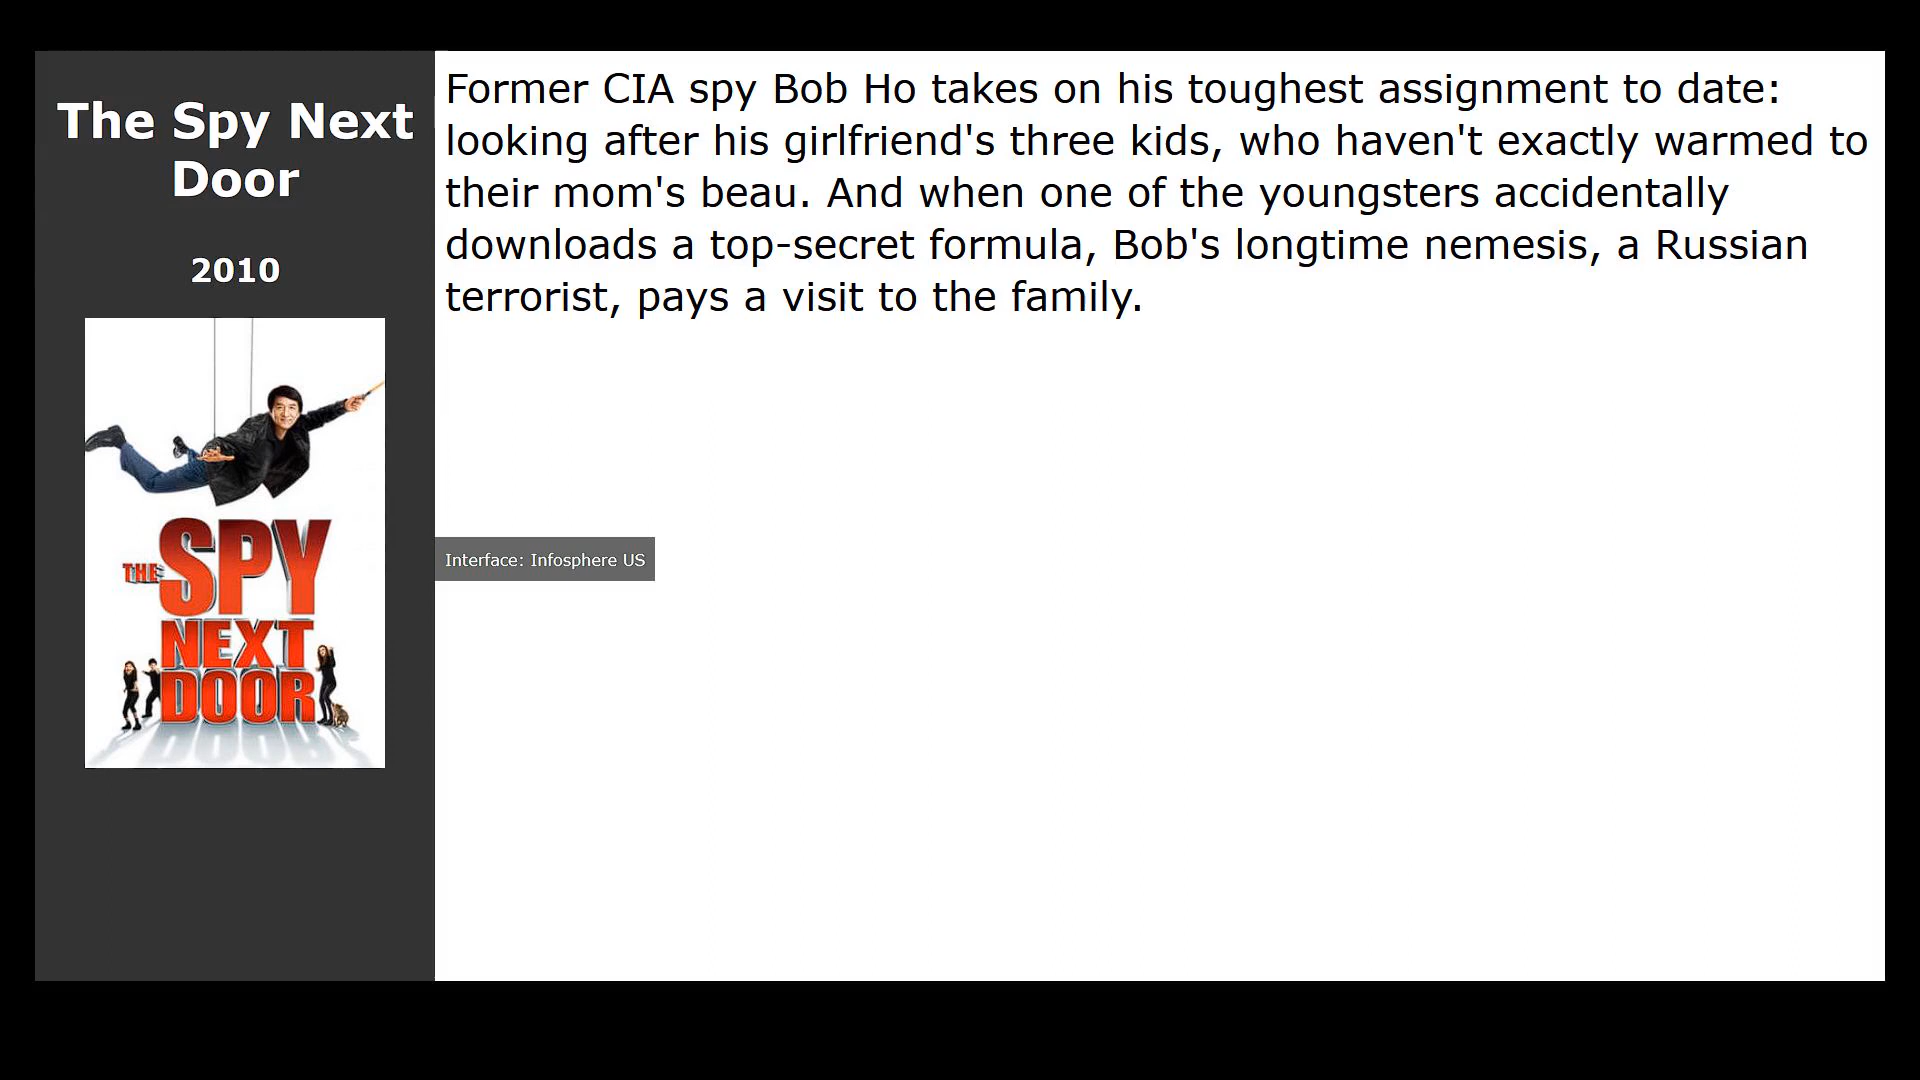 The Spy Next
Door
2010
THE SPY
NEXT
DOOR
Former CIA spy Bob Ho takes on his toughest assignment to date:
looking after his girlfriend's three kids, who haven't exactly warmed to
their mom's beau. And when one of the youngsters accidentally
downloads a top-secret formula, Bob's longtime nemesis, a Russian
terrorist, pays a visit to the family.
Interface: Infosphere US